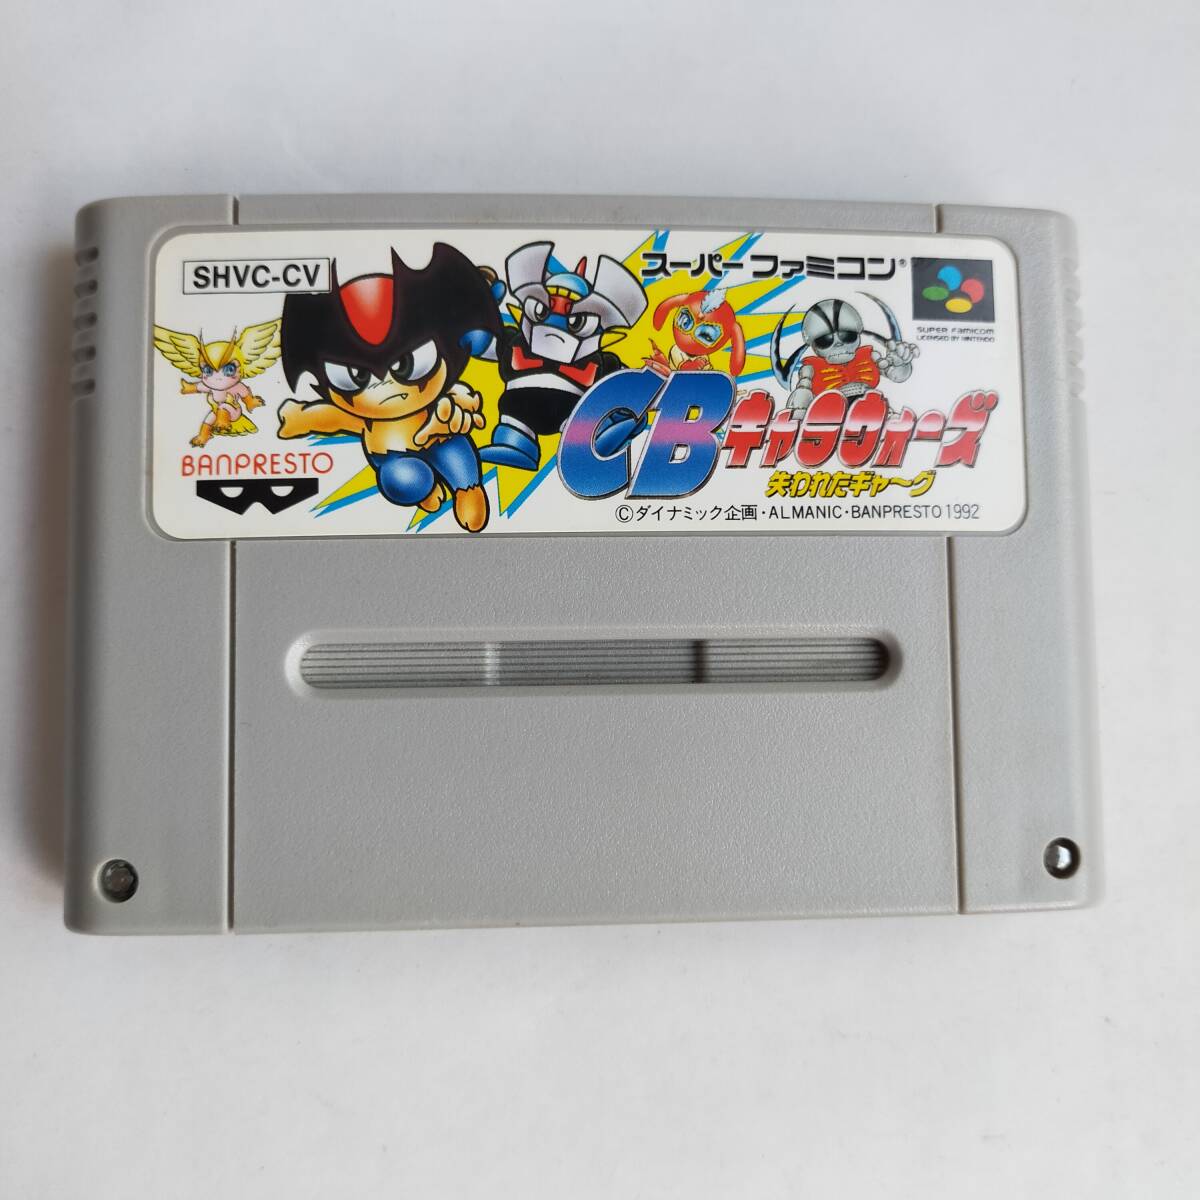 SHVC-CV
スーパーファミコン®
SUPER FAMICOM
LICENSED BY NINTENDO
CBキャラウォーズ
失われたギャ〜グ
BANPRESTO
©ダイナミック企画・ALMANIC・BANPRESTO 1992